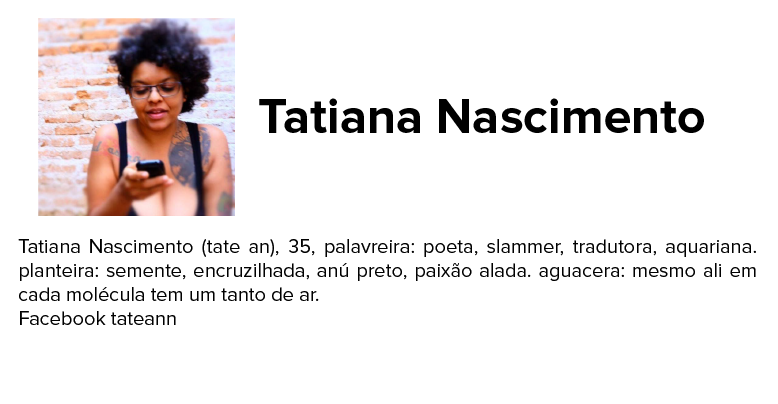 Tatiana Nascimento
Tatiana Nascimento (tate an), 35, palavreira: poeta, slammer, tradutora, aquariana.
planteira: semente, encruzilhada, anú preto, paixão alada. aguacera: mesmo ali em
cada molécula tem um tanto de ar.
Facebook tateann